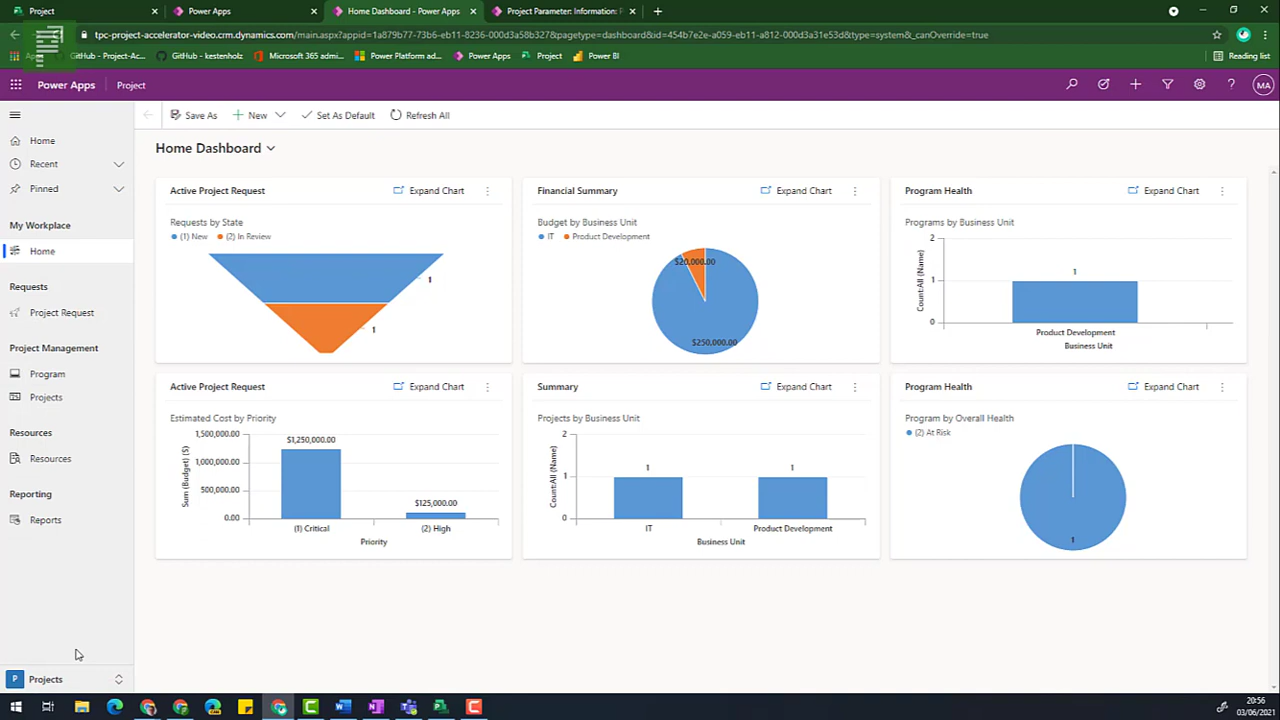 Project
Power Apps
Home Dashboard - Power Apps
Project Parameter: Information: F
tpc-project-accelerator-video.crm.dynamics.com/main.aspx?appid=1a879b77-73b6-eb11-8236-000d3a58b327&pagetype=dashboard&id=454b7e2e-a059-eb11-a812-000d3a31de51&type=system&_canOverride=true
GitHub - Project-Ac...
GitHub - kestenholz
Microsoft 365 admi...
Power Platform ad...
Power Apps
Project
Power BI
Reading list
Power Apps
Project
MA
Save As
New
Set As Default
Refresh All
Home
Recent
Pinned
My Workplace
Home
Requests
Project Request
Project Management
Program
Projects
Resources
Resources
Reporting
Reports
P
Projects
Home Dashboard
Active Project Request
Expand Chart
Requests by State
(1) New
(2) In Review
1
1
Financial Summary
Expand Chart
Budget by Business Unit
IT
Product Development
$20,000.00
$250,000.00
Program Health
Expand Chart
Programs by Business Unit
Count:All (Name)
2
1
0
1
Product Development
Business Unit
Active Project Request
Expand Chart
Estimated Cost by Priority
Sum (Budget) ($)
1,500,000.00
1,000,000.00
500,000.00
0.00
$1,250,000.00
$125,000.00
(1) Critical
(2) High
Priority
Summary
Expand Chart
Projects by Business Unit
Count:All (Name)
2
1
0
1
1
IT
Product Development
Business Unit
Program Health
Expand Chart
Program by Overall Health
(2) At Risk
1
20:56
03/06/2021